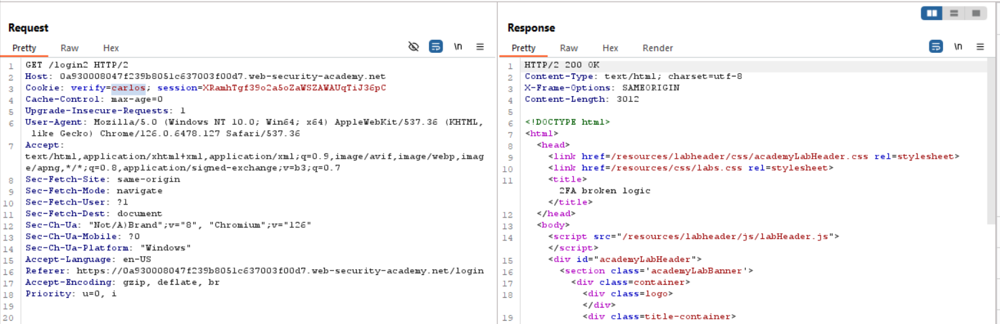 Request
Pretty Raw Hex \n
1 GET /login2 HTTP/2
2 Host: 0a930008047f239b8051c637003f00d7.web-security-academy.net
3 Cookie: verify=carlos; session=XRamhTgf39o2a5oZaWSZAWAUqTiJ36pC
4 Cache-Control: max-age=0
5 Upgrade-Insecure-Requests: 1
6 User-Agent: Mozilla/5.0 (Windows NT 10.0; Win64; x64) AppleWebKit/537.36 (KHTML,
like Gecko) Chrome/126.0.6478.127 Safari/537.36
7 Accept:
text/html,application/xhtml+xml,application/xml;q=0.9,image/avif,image/webp,imag
e/apng,*/*;q=0.8,application/signed-exchange;v=b3;q=0.7
8 Sec-Fetch-Site: same-origin
9 Sec-Fetch-Mode: navigate
10 Sec-Fetch-User: ?1
11 Sec-Fetch-Dest: document
12 Sec-Ch-Ua: "Not/A)Brand";v="8", "Chromium";v="126"
13 Sec-Ch-Ua-Mobile: ?0
14 Sec-Ch-Ua-Platform: "Windows"
15 Accept-Language: en-US
16 Referer: https://0a930008047f239b8051c637003f00d7.web-security-academy.net/login
17 Accept-Encoding: gzip, deflate, br
18 Priority: u=0, i
19
20
Response
Pretty Raw Hex Render \n
1 HTTP/2 200 OK
2 Content-Type: text/html; charset=utf-8
3 X-Frame-Options: SAMEORIGIN
4 Content-Length: 3012
5
6 <!DOCTYPE html>
7 <html>
8 <head>
9 <link href=/resources/labheader/css/academyLabHeader.css rel=stylesheet>
10 <link href=/resources/css/labs.css rel=stylesheet>
11 <title>
2FA broken logic
</title>
12 </head>
13 <body>
14 <script src="/resources/labheader/js/labHeader.js">
</script>
15 <div id="academyLabHeader">
16 <section class='academyLabBanner'>
17 <div class=container>
18 <div class=logo>
</div>
19 <div class=title-container>